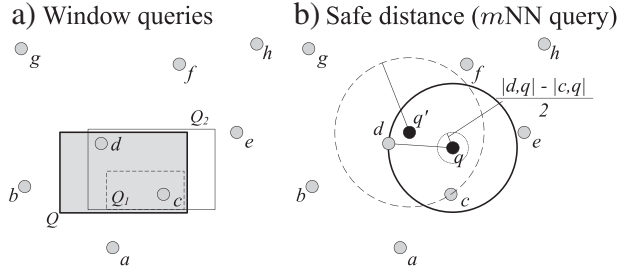 a) Window queries
b) Safe distance (mNN query)
g
f
h
Q2
d
e
b
Q1
c
Q
a
g
f
h
|d,q| - |c,q|
2
d
q'
e
q
b
c
a